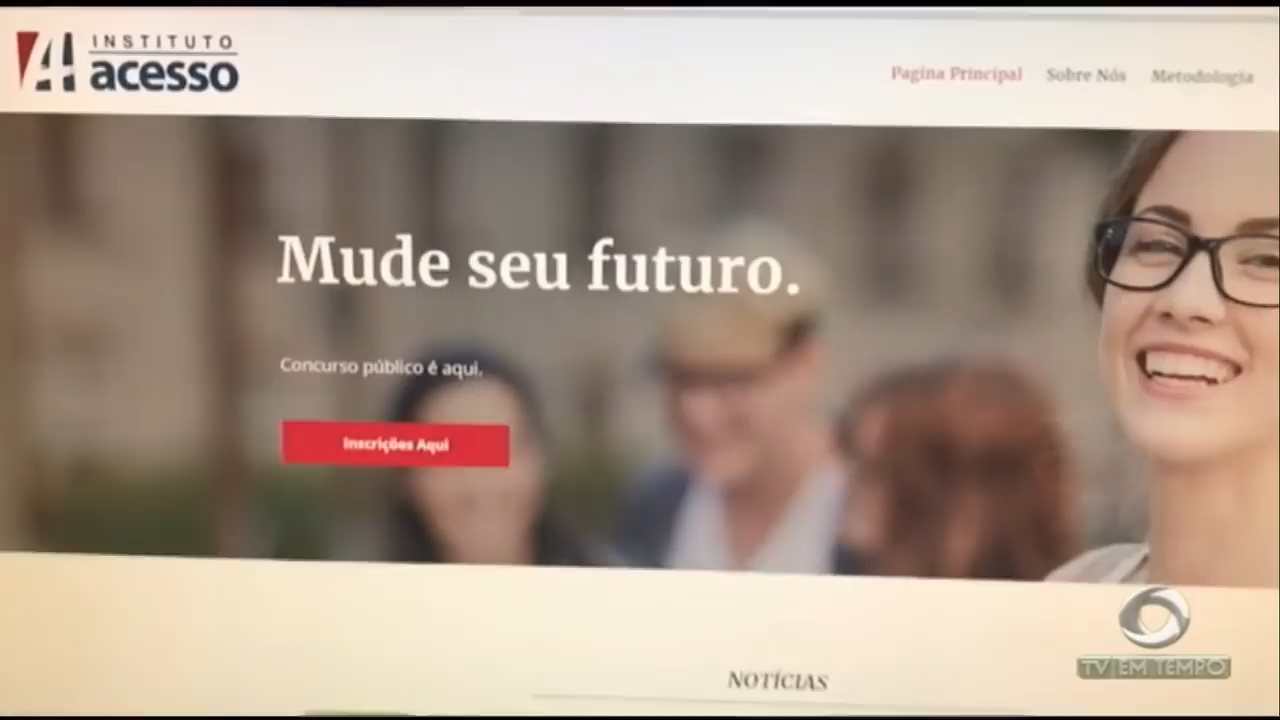 INSTITUTO
acesso
Pagina Principal Sobre Nós Metodologia
Mude seu futuro.
Concurso público é aqui.
Inscrições Aqui
NOTÍCIAS
TV EM TEMPO